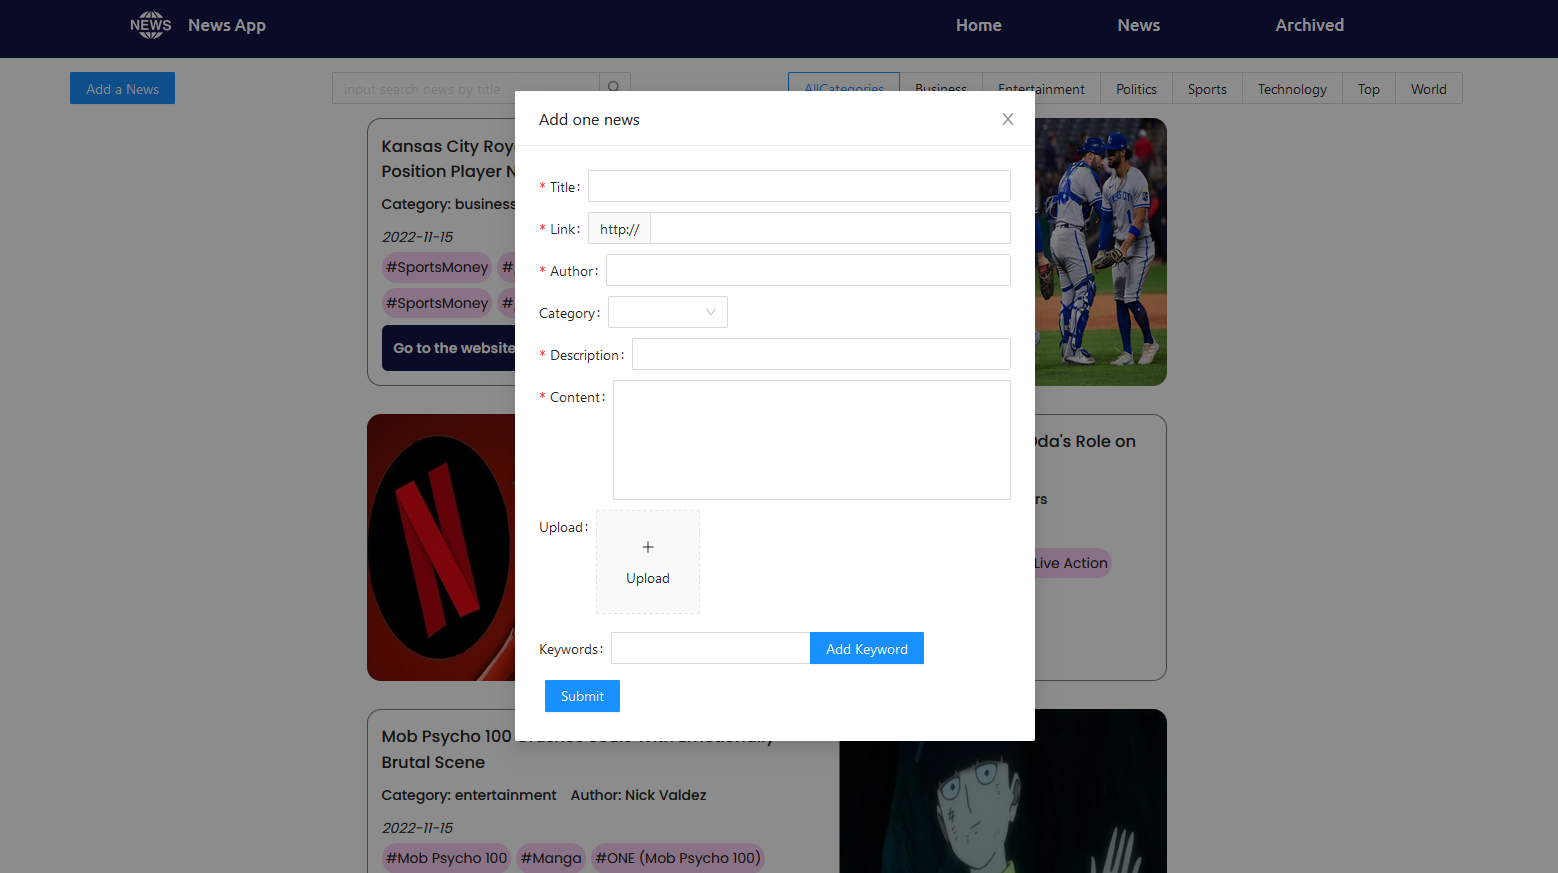 NEWS News App Home News Archived
Add a News input search news by title AllCategories Business Entertainment Politics Sports Technology Top World
Add one news
Kansas City Roy
Position Player N
Category: business
2022-11-15
#SportsMoney #
#SportsMoney #
Go to the website
* Title:
* Link: http://
* Author:
Category:
* Description:
* Content:
Upload:
+
Upload
Keywords: Add Keyword
Submit
Oda's Role on
rs
Live Action
Mob Psycho 100
Brutal Scene
Category: entertainment Author: Nick Valdez
2022-11-15
#Mob Psycho 100 #Manga #ONE (Mob Psycho 100)